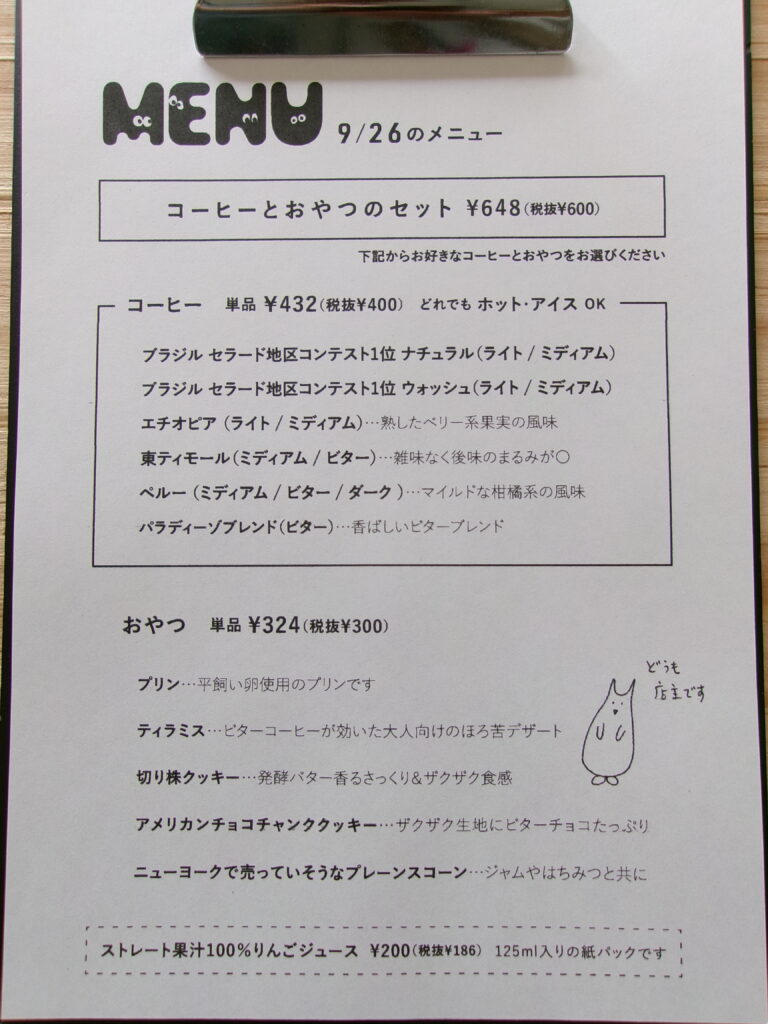 MENU 9/26のメニュー
コーヒーとおやつのセット ¥648(税抜¥600)
下記からお好きなコーヒーとおやつをお選びください
コーヒー 単品 ¥432(税抜¥400) どれでも ホット・アイス OK
ブラジル セラード地区コンテスト1位 ナチュラル(ライト / ミディアム)
ブラジル セラード地区コンテスト1位 ウォッシュ(ライト / ミディアム)
エチオピア (ライト / ミディアム)…熟したベリー系果実の風味
東ティモール(ミディアム / ビター)…雑味なく後味のまるみが〇
ペルー (ミディアム / ビター / ダーク )…マイルドな柑橘系の風味
パラディーゾブレンド(ビター)…香ばしいビターブレンド
おやつ 単品 ¥324(税抜¥300)
プリン…平飼い卵使用のプリンです
どうも
店主です
ティラミス…ビターコーヒーが効いた大人向けのほろ苦デザート
切り株クッキー…発酵バター香るさっくり&ザクザク食感
アメリカンチョコチャンククッキー…ザクザク生地にビターチョコたっぷり
ニューヨークで売っていそうなプレーンスコーン…ジャムやはちみつと共に
ストレート果汁100%りんごジュース ¥200(税抜¥186) 125ml入りの紙パックです